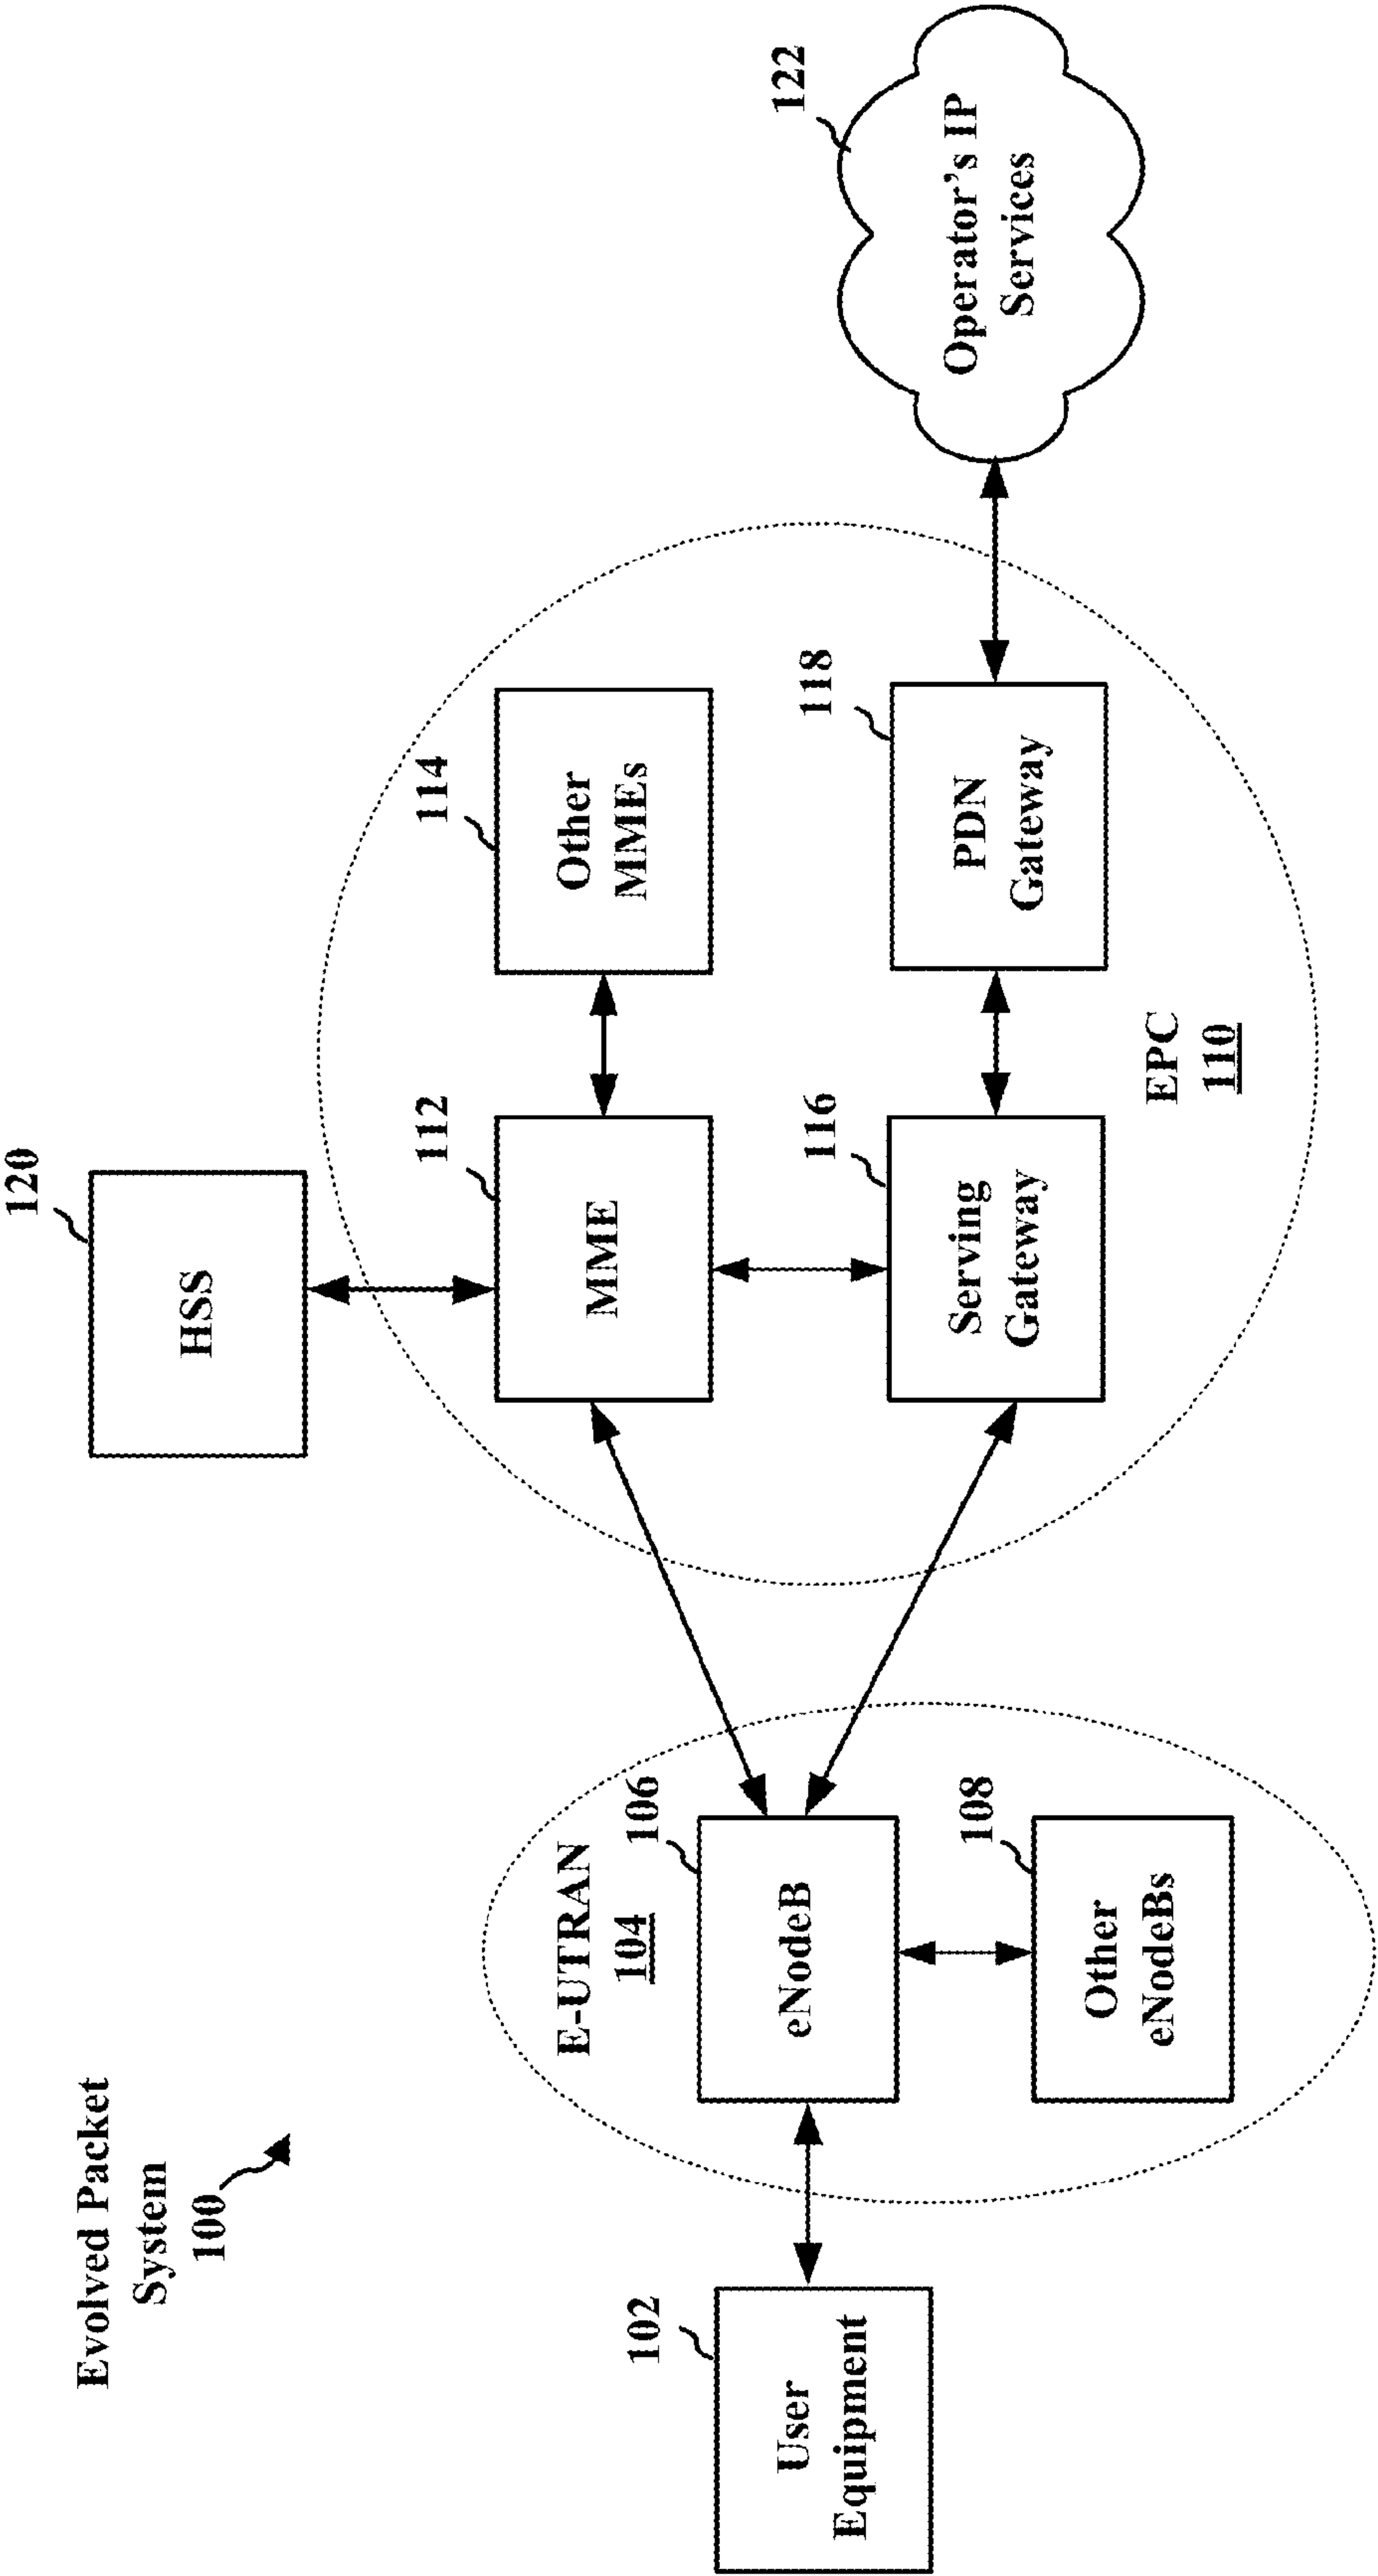 Evolved Packet
System
100
120
HSS
E-UTRAN
104
102
User
Equipment
106
eNodeB
108
Other
eNodeBs
112
MME
114
Other
MMEs
116
Serving
Gateway
118
PDN
Gateway
EPC
110
122
Operator's IP
Services